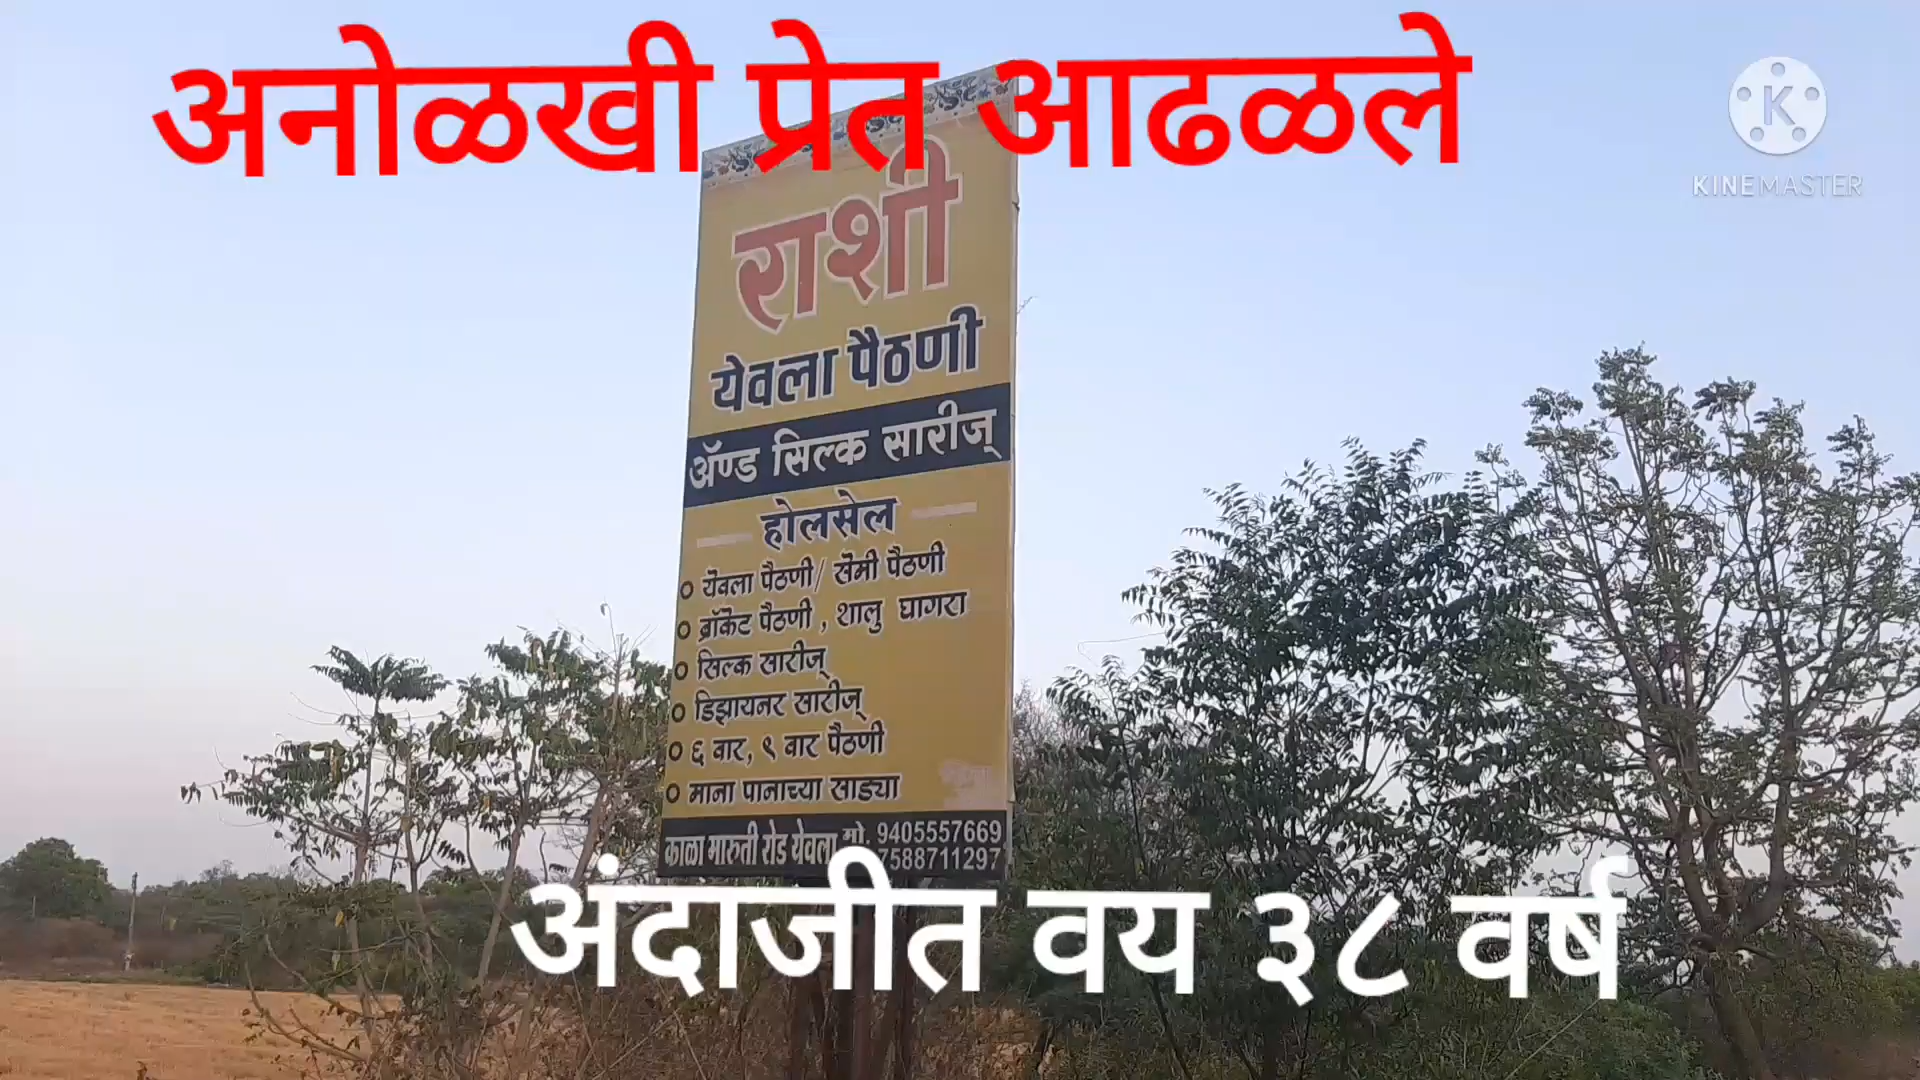 अनोळखी प्रेत आढळले
KINEMASTER
राशी
येवला पैठणी
ॲण्ड सिल्क सारीज्
होलसेल
येवला पैठणी/ सेमी पैठणी
ब्रॉकेट पैठणी , शालु घागरा
सिल्क सारीज्
डिझायनर सारीज्
६ वार, ९ वार पैठणी
माना पानाच्या साड्या
काळा मारुती रोड येवला मो. 9405557669
7588711297
अंदाजीत वय ३८ वर्ष